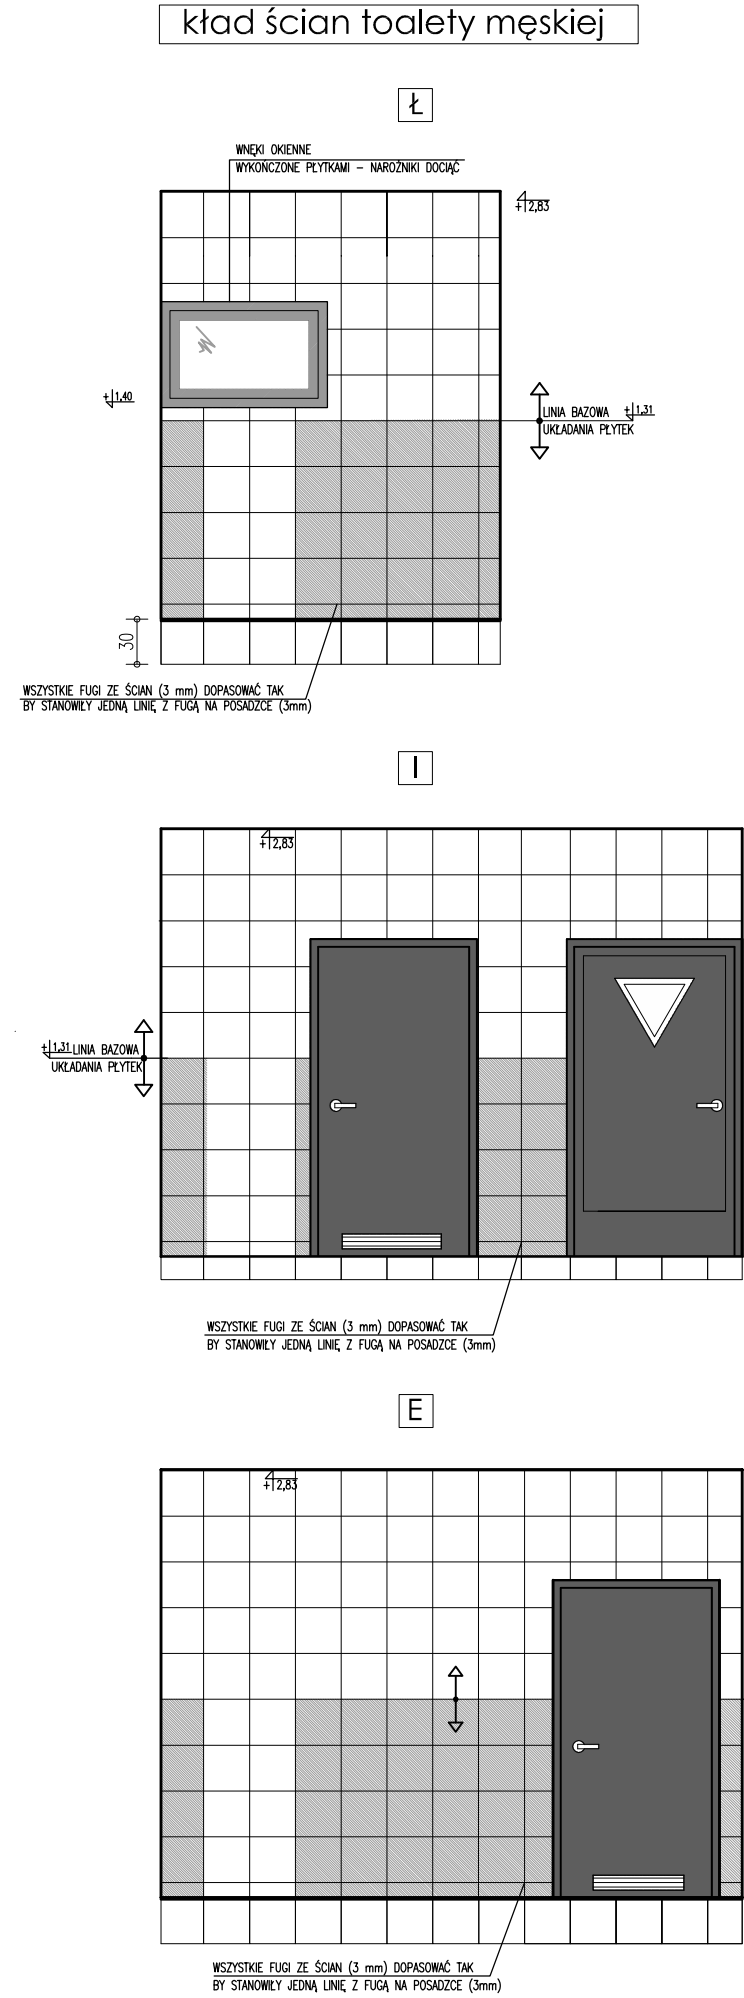 kład ścian toalety męskiej
Ł
WNĘKI OKIENNE
WYKOŃCZONE PŁYTKAMI – NAROŻNIKI DOCIĄĆ
+2,83
+1,40
LINIA BAZOWA +1,31
UKŁADANIA PŁYTEK
30
WSZYSTKIE FUGI ZE ŚCIAN (3 mm) DOPASOWAĆ TAK
BY STANOWIŁY JEDNĄ LINIĘ Z FUGĄ NA POSADZCE (3mm)
I
+2,83
+1,31 LINIA BAZOWA
UKŁADANIA PŁYTEK
WSZYSTKIE FUGI ZE ŚCIAN (3 mm) DOPASOWAĆ TAK
BY STANOWIŁY JEDNĄ LINIĘ Z FUGĄ NA POSADZCE (3mm)
E
+2,83
WSZYSTKIE FUGI ZE ŚCIAN (3 mm) DOPASOWAĆ TAK
BY STANOWIŁY JEDNĄ LINIĘ Z FUGĄ NA POSADZCE (3mm)